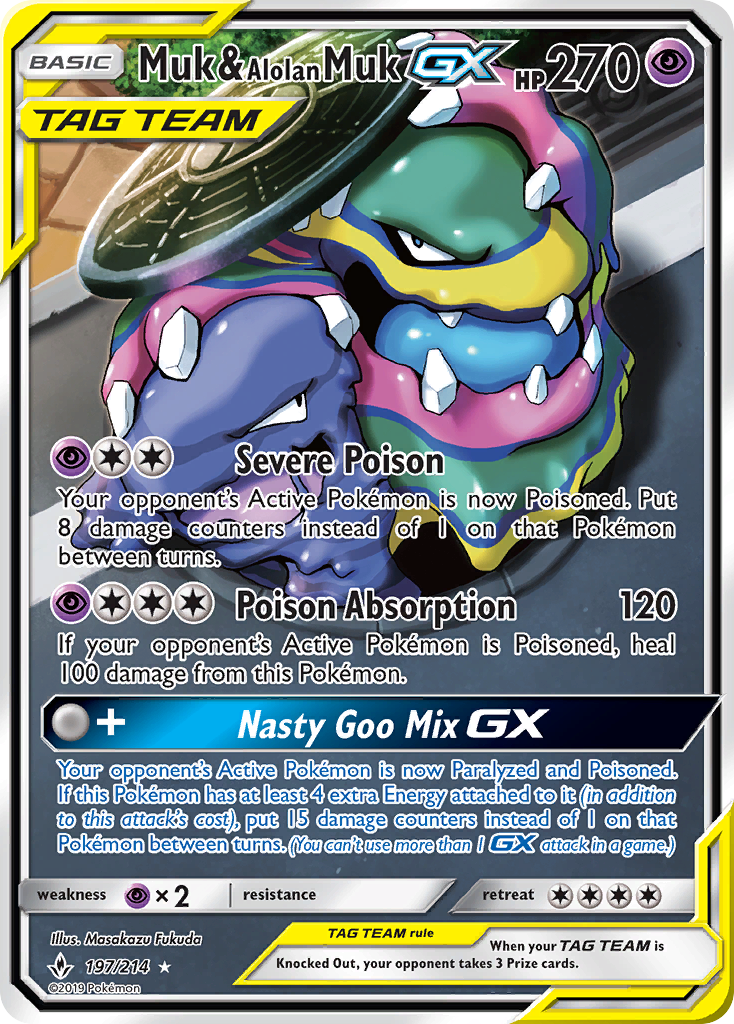 BASIC Muk & Alolan Muk GX HP 270
TAG TEAM
Severe Poison
Your opponent's Active Pokémon is now Poisoned. Put
8 damage counters instead of 1 on that Pokémon
between turns.
Poison Absorption 120
If your opponent's Active Pokémon is Poisoned, heal
100 damage from this Pokémon.
+ Nasty Goo Mix GX
Your opponent's Active Pokémon is now Paralyzed and Poisoned.
If this Pokémon has at least 4 extra Energy attached to it (in addition
to this attack's cost), put 15 damage counters instead of 1 on that
Pokémon between turns. (You can't use more than 1 GX attack in a game.)
weakness × 2 resistance retreat
Illus. Masakazu Fukuda
197/214
©2019 Pokémon
TAG TEAM rule
When your TAG TEAM is
Knocked Out, your opponent takes 3 Prize cards.